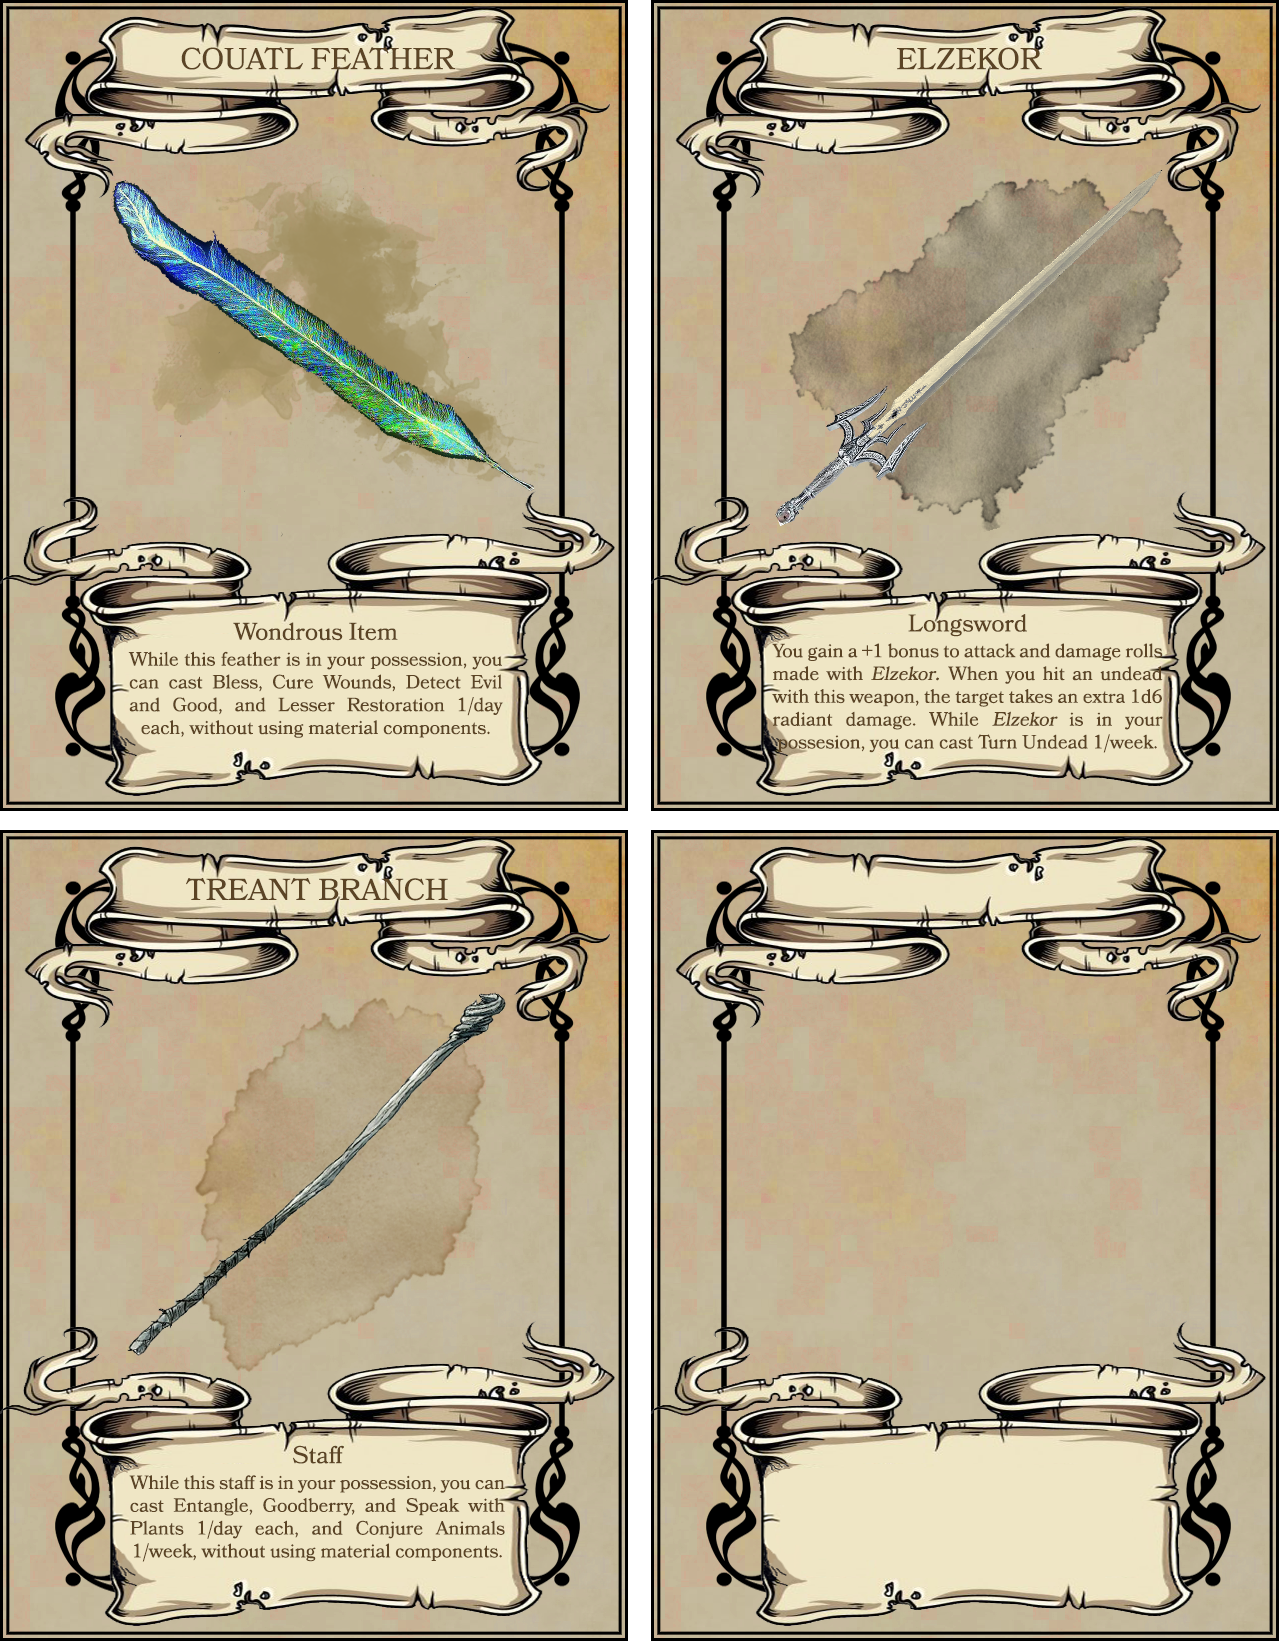 COUATL FEATHER
Wondrous Item
While this feather is in your possession, you
can cast Bless, Cure Wounds, Detect Evil
and Good, and Lesser Restoration 1/day
each, without using material components.
ELZEKOR
Longsword
You gain a +1 bonus to attack and damage rolls
made with Elzekor. When you hit an undead
with this weapon, the target takes an extra 1d6
radiant damage. While Elzekor is in your
possesion, you can cast Turn Undead 1/week.
TREANT BRANCH
Staff
While this staff is in your possession, you can
cast Entangle, Goodberry, and Speak with
Plants 1/day each, and Conjure Animals
1/week, without using material components.